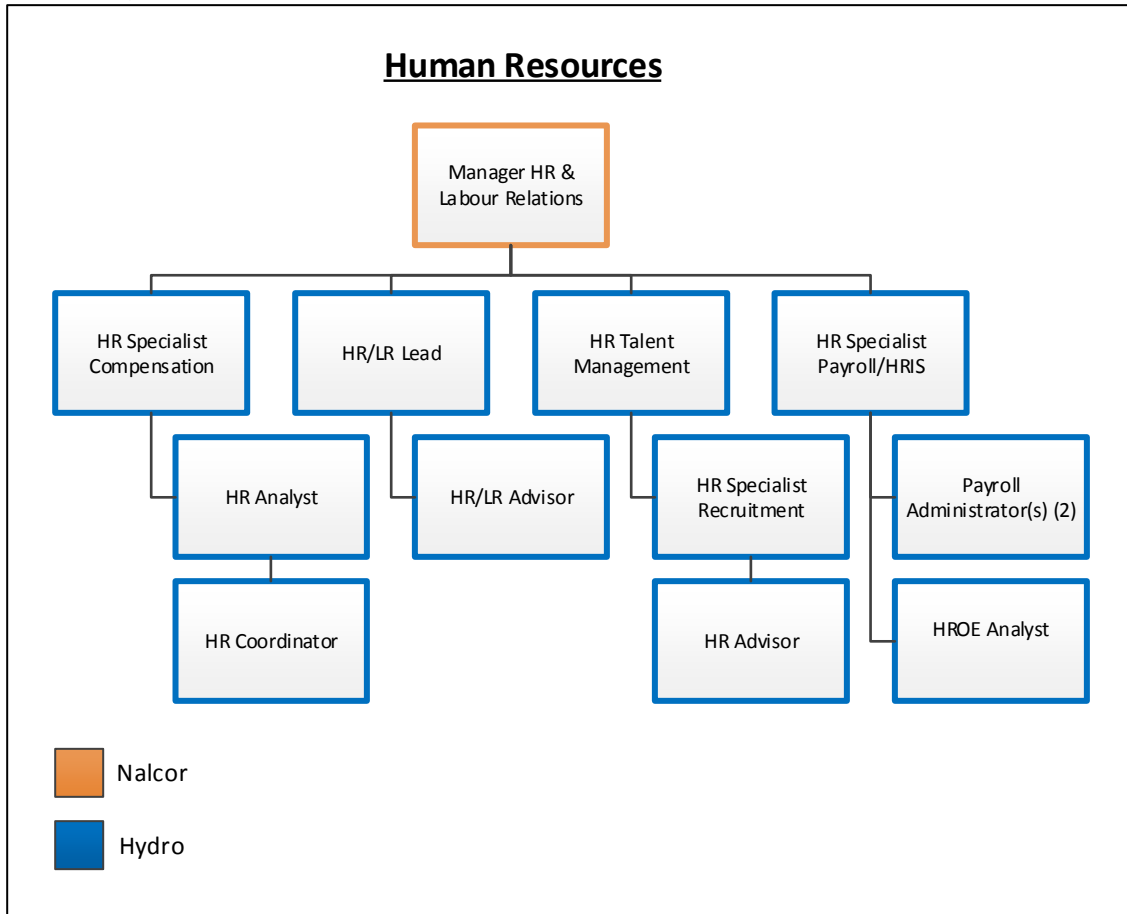 Human Resources
Manager HR &
Labour Relations
HR Specialist
Compensation
HR/LR Lead
HR Talent
Management
HR Specialist
Payroll/HRIS
HR Analyst
HR/LR Advisor
HR Specialist
Recruitment
Payroll
Administrator(s) (2)
HR Coordinator
HR Advisor
HROE Analyst
Nalcor
Hydro